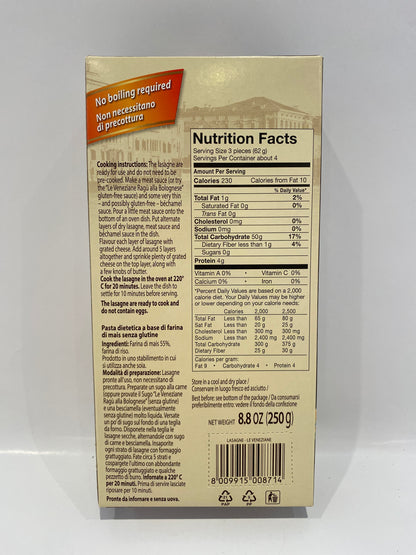 No boiling required
Non necessitano
di precottura
Cooking instructions: The lasagne are
ready for use and do not need to be
pre-cooked. Make a meat sauce (or try
the "Le Veneziane Ragù alla Bolognese"
gluten-free sauce) and some very thin
– and possibly gluten-free – béchamel
sauce. Pour a little meat sauce onto the
bottom of an oven dish. Put alternate
layers of dry lasagne, meat sauce and
béchamel sauce in the dish.
Flavour each layer of lasagne with
grated cheese. Add around 5 layers
altogether and sprinkle plenty of grated
cheese on the top layer, along with
a few knobs of butter.
Cook the lasagne in the oven at 220°
C for 20 minutes. Leave the dish to
settle for 10 minutes before serving.
The lasagne are ready to cook and
do not contain eggs.
Pasta dietetica a base di farina
di mais senza glutine
Ingredienti: Farina di mais 55%,
farina di riso.
Prodotto in uno stabilimento in cui
si utilizza anche soia.
Modalità di preparazione: Lasagne
pronte all'uso, non necessitano di
precottura. Preparate un sugo alla carne
(oppure provate il Sugo "Le Veneziane
Ragù alla Bolognese" senza glutine)
e una besciamella (eventualmente
senza glutine) molto liquida. Versate
un po' di sugo sul fondo di una teglia
da forno. Disponete nella teglia le
lasagne secche, alternandole con sugo
di carne e besciamella. Insaporite
ogni strato di lasagne con formaggio
grattuggiato. Fate circa 5 strati e
cospargete l'ultimo con abbondante
formaggio grattugiato e qualche
fiocchetto di burro. Infornate a 220° C
per 20 minuti. Prima di servire lasciate
riposare per 10 minuti.
Pronte da infornare e senza uova.
Nutrition Facts
Serving Size 3 pieces (62 g)
Servings Per Container about 4
Amount Per Serving
Calories 230 Calories from Fat 10
% Daily Value*
Total Fat 1g 2%
Saturated Fat 0g 0%
Trans Fat 0g
Cholesterol 0mg 0%
Sodium 0mg 0%
Total Carbohydrate 50g 17%
Dietary Fiber less than 1g 4%
Sugars 0g
Protein 4g
Vitamin A 0% • Vitamin C 0%
Calcium 0% • Iron 0%
*Percent Daily Values are based on a 2,000
calorie diet. Your Daily Values may be higher
or lower depending on your calorie needs.
Calories 2,000 2,500
Total Fat Less than 65 g 80 g
Sat Fat Less than 20 g 25 g
Cholesterol Less than 300 mg 300 mg
Sodium Less than 2,400 mg 2,400 mg
Total Carbohydrate 300 g 375 g
Dietary Fiber 25 g 30 g
Calories per gram:
Fat 9 • Carbohydrate 4 • Protein 4
Store in a cool and dry place /
Conservare in luogo fresco ed asciutto /
Best before: see bottom of the package / Da consumarsi
preferibilmente entro: vedere il fondo della confezione
NET WEIGHT 8.8 OZ (250 g)
LASAGNE - LE VENEZIANE
8 009915 008714
PAP
PP